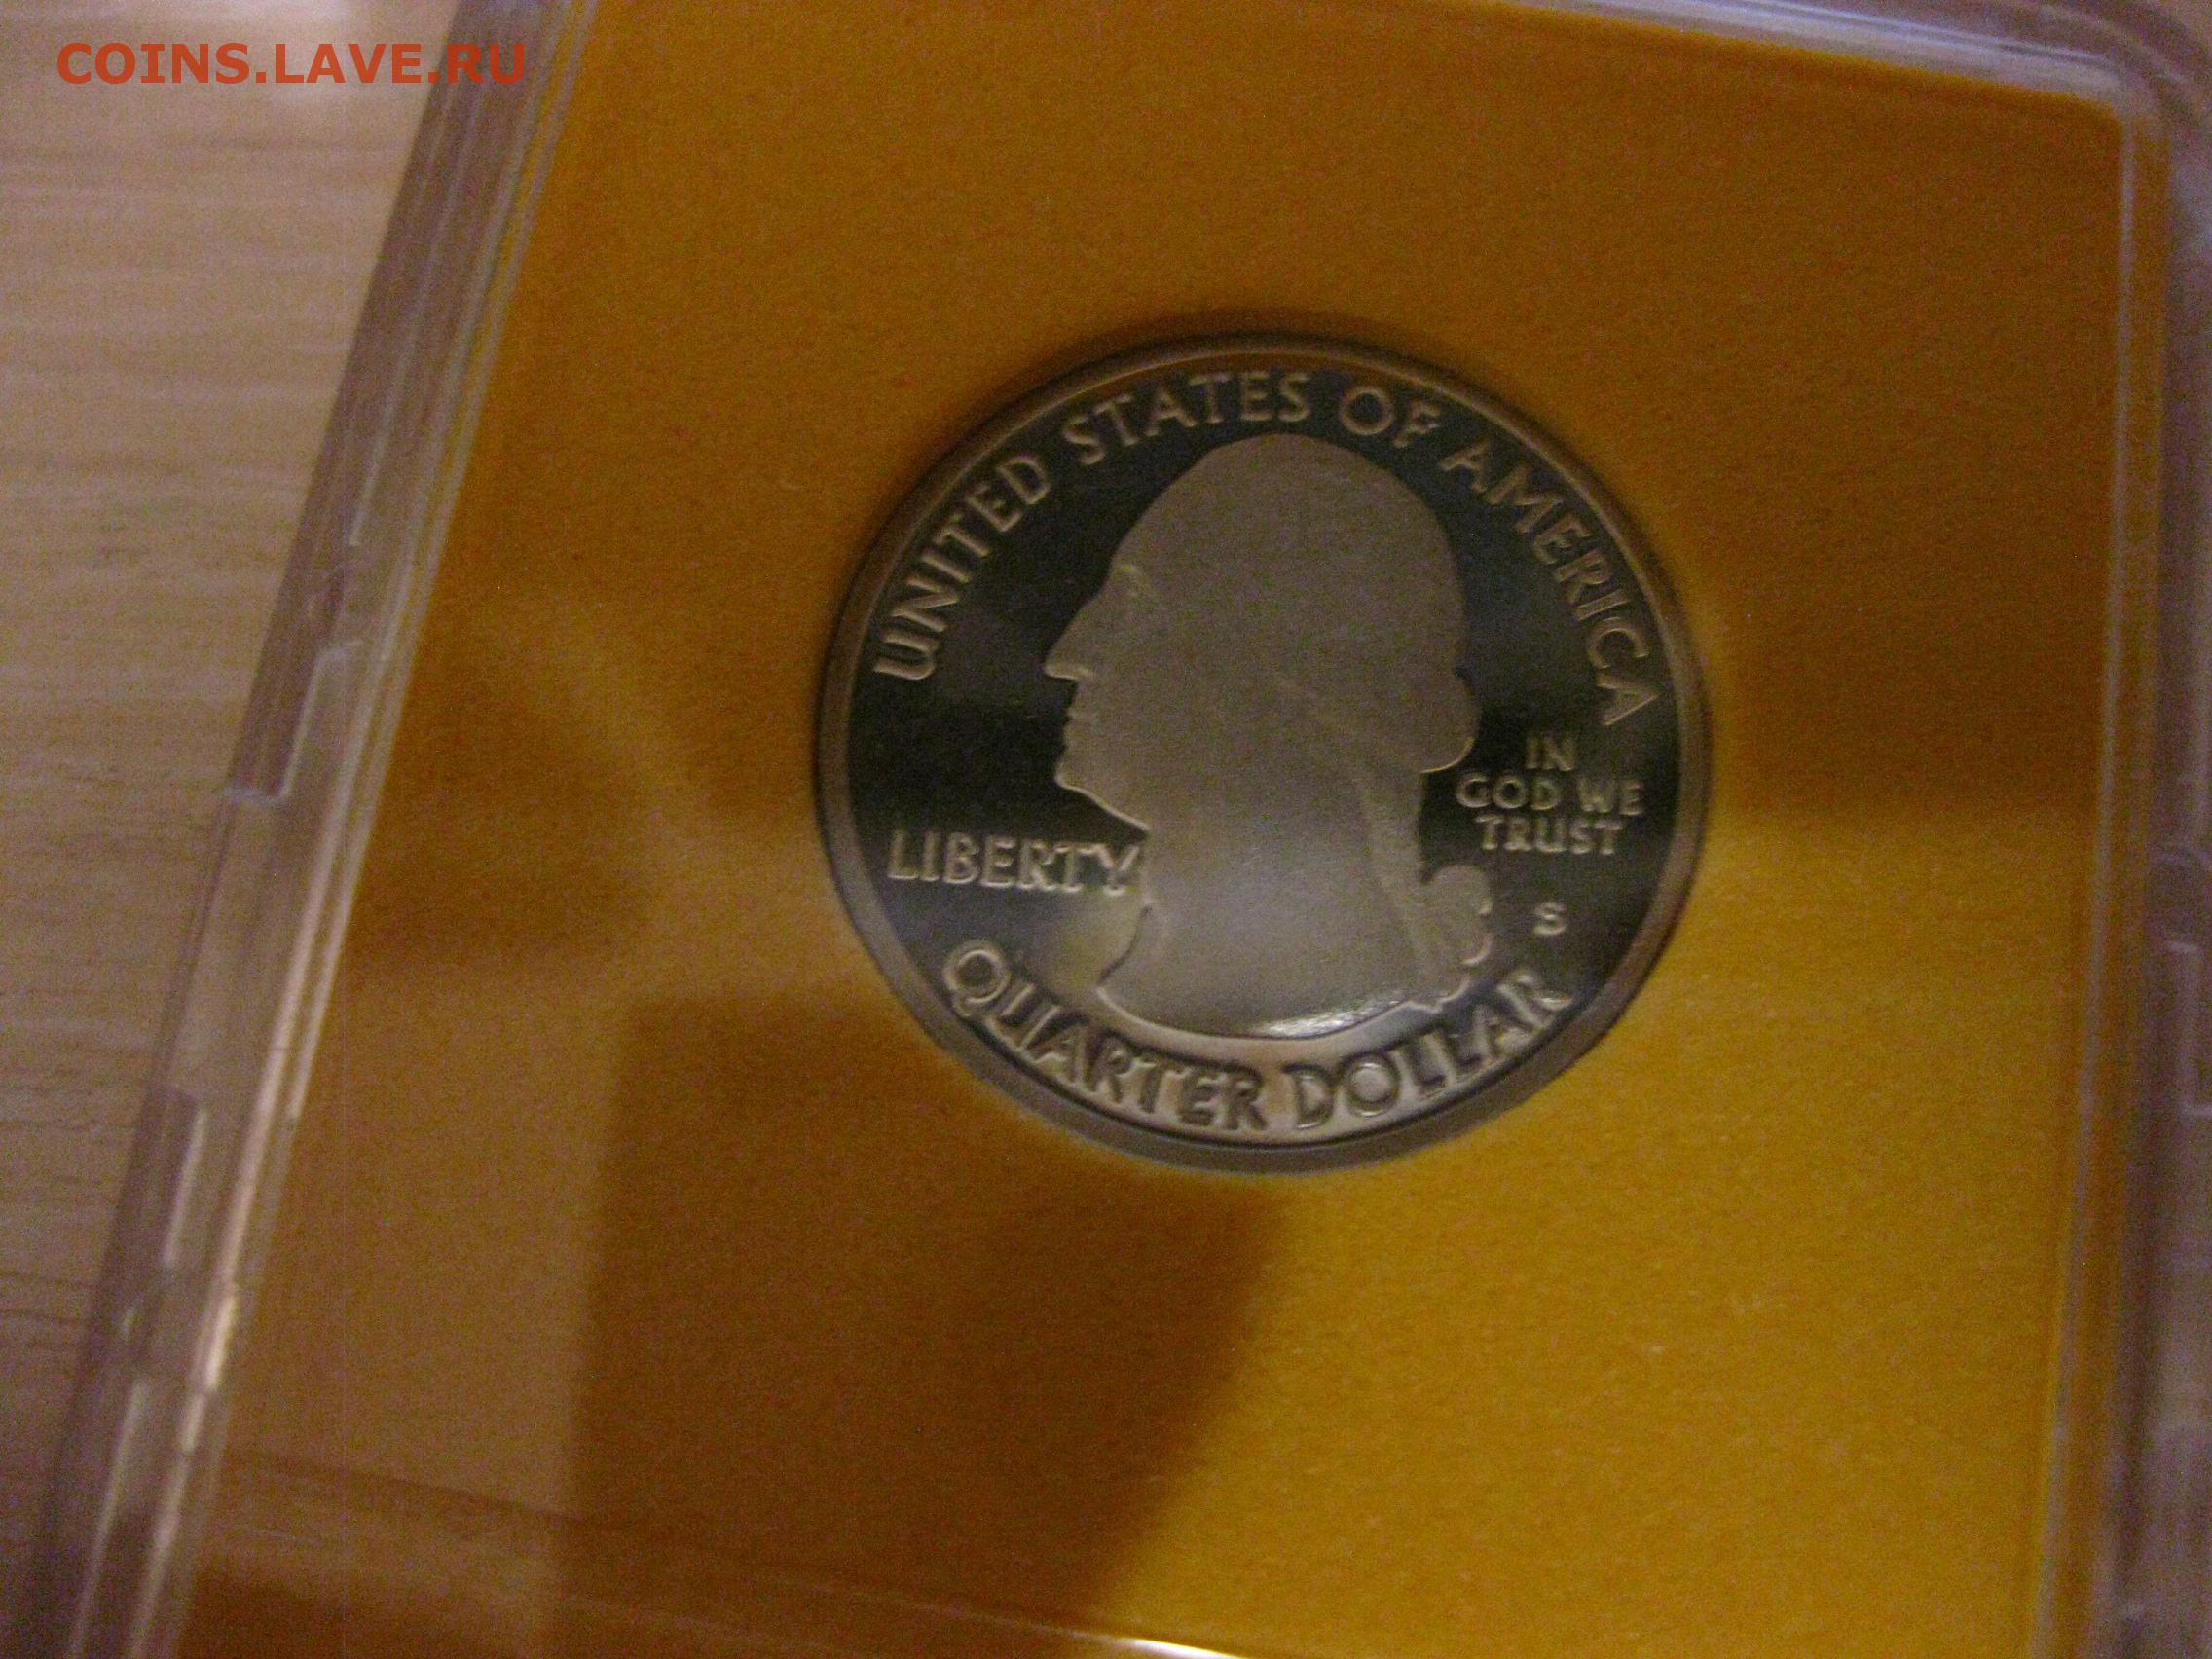 COINS.LAVE.RU
UNITED STATES OF AMERICA
LIBERTY
IN
GOD WE
TRUST
S
QUARTER DOLLAR